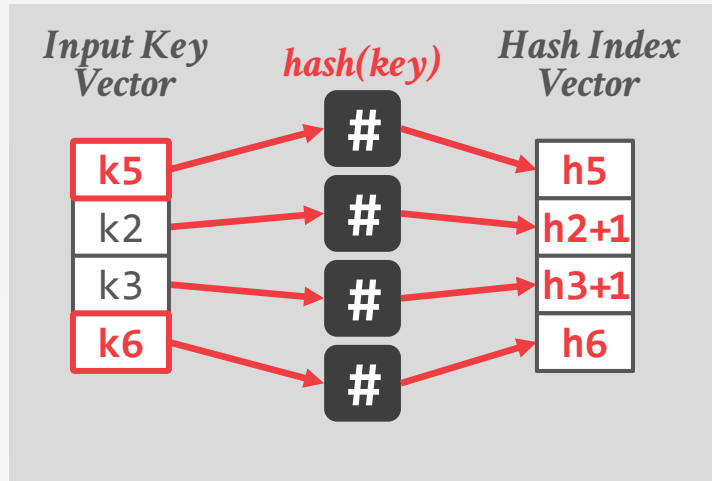 Input Key
Vector
hash(key)
Hash Index
Vector
k5
#
h5
k2
#
h2+1
k3
#
h3+1
k6
#
h6